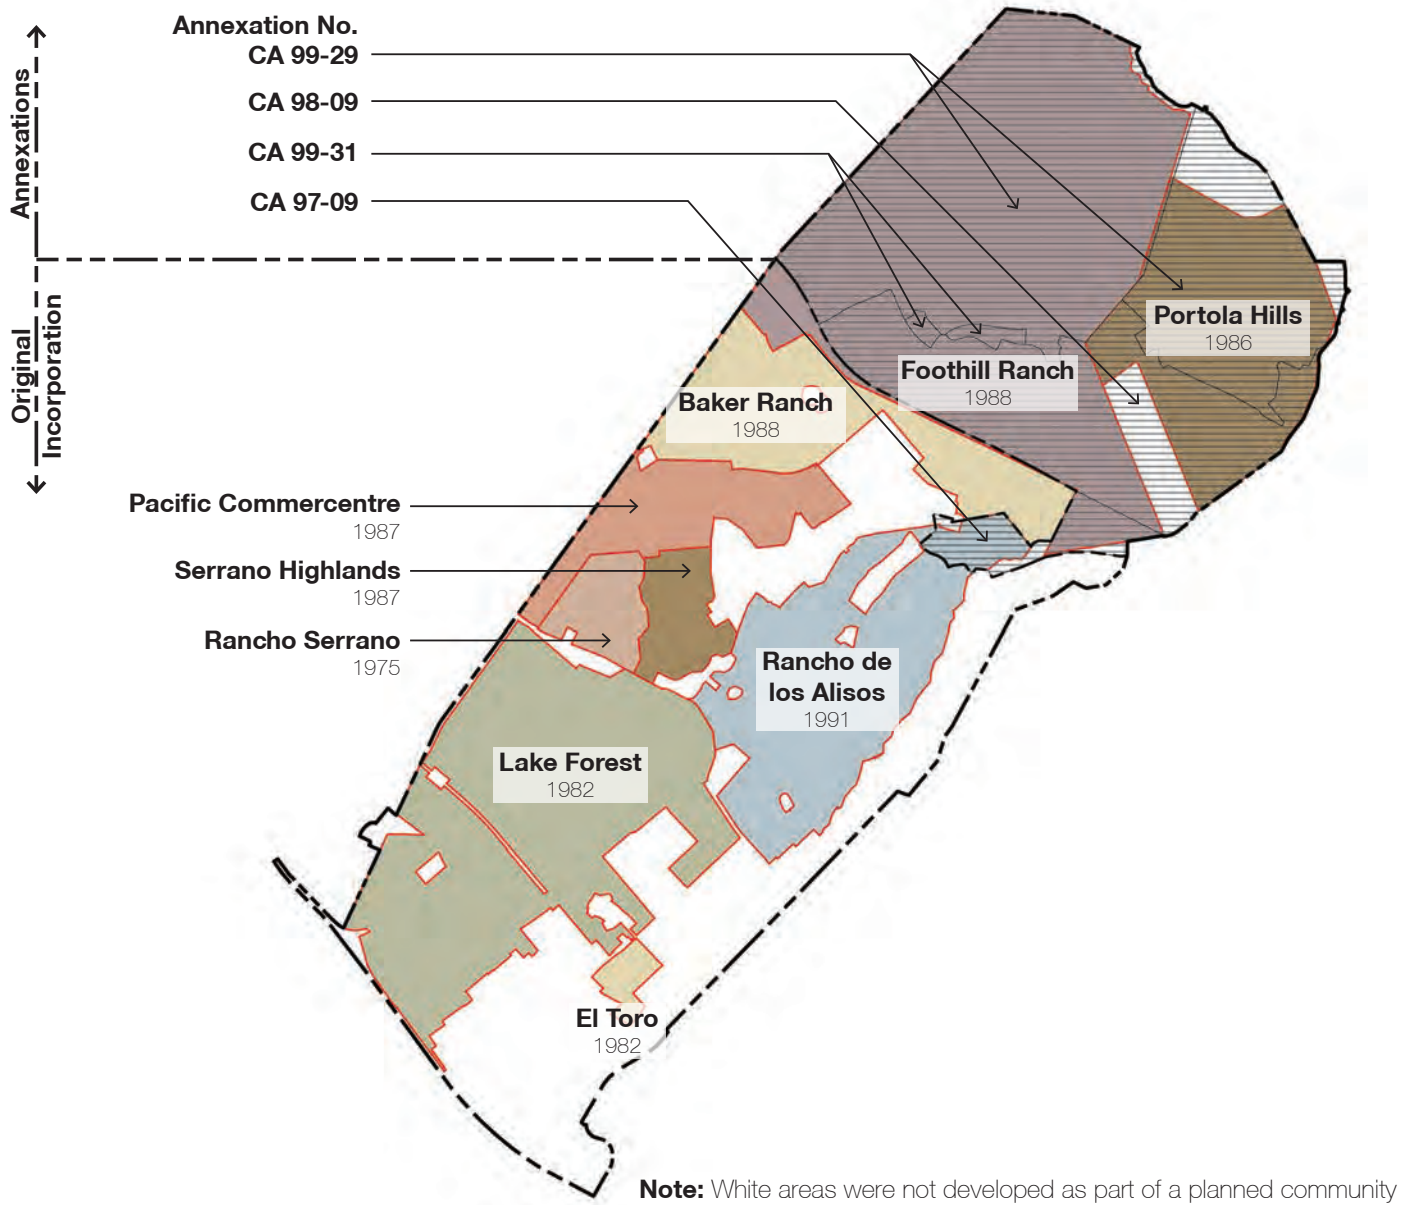 Annexation No.
CA 99-29
CA 98-09
CA 99-31
CA 97-09
Annexations
Original
Incorporation
Portola Hills
1986
Foothill Ranch
1988
Baker Ranch
1988
Pacific Commercentre
1987
Serrano Highlands
1987
Rancho Serrano
1975
Rancho de
los Alisos
1991
Lake Forest
1982
El Toro
1982
Note: White areas were not developed as part of a planned community